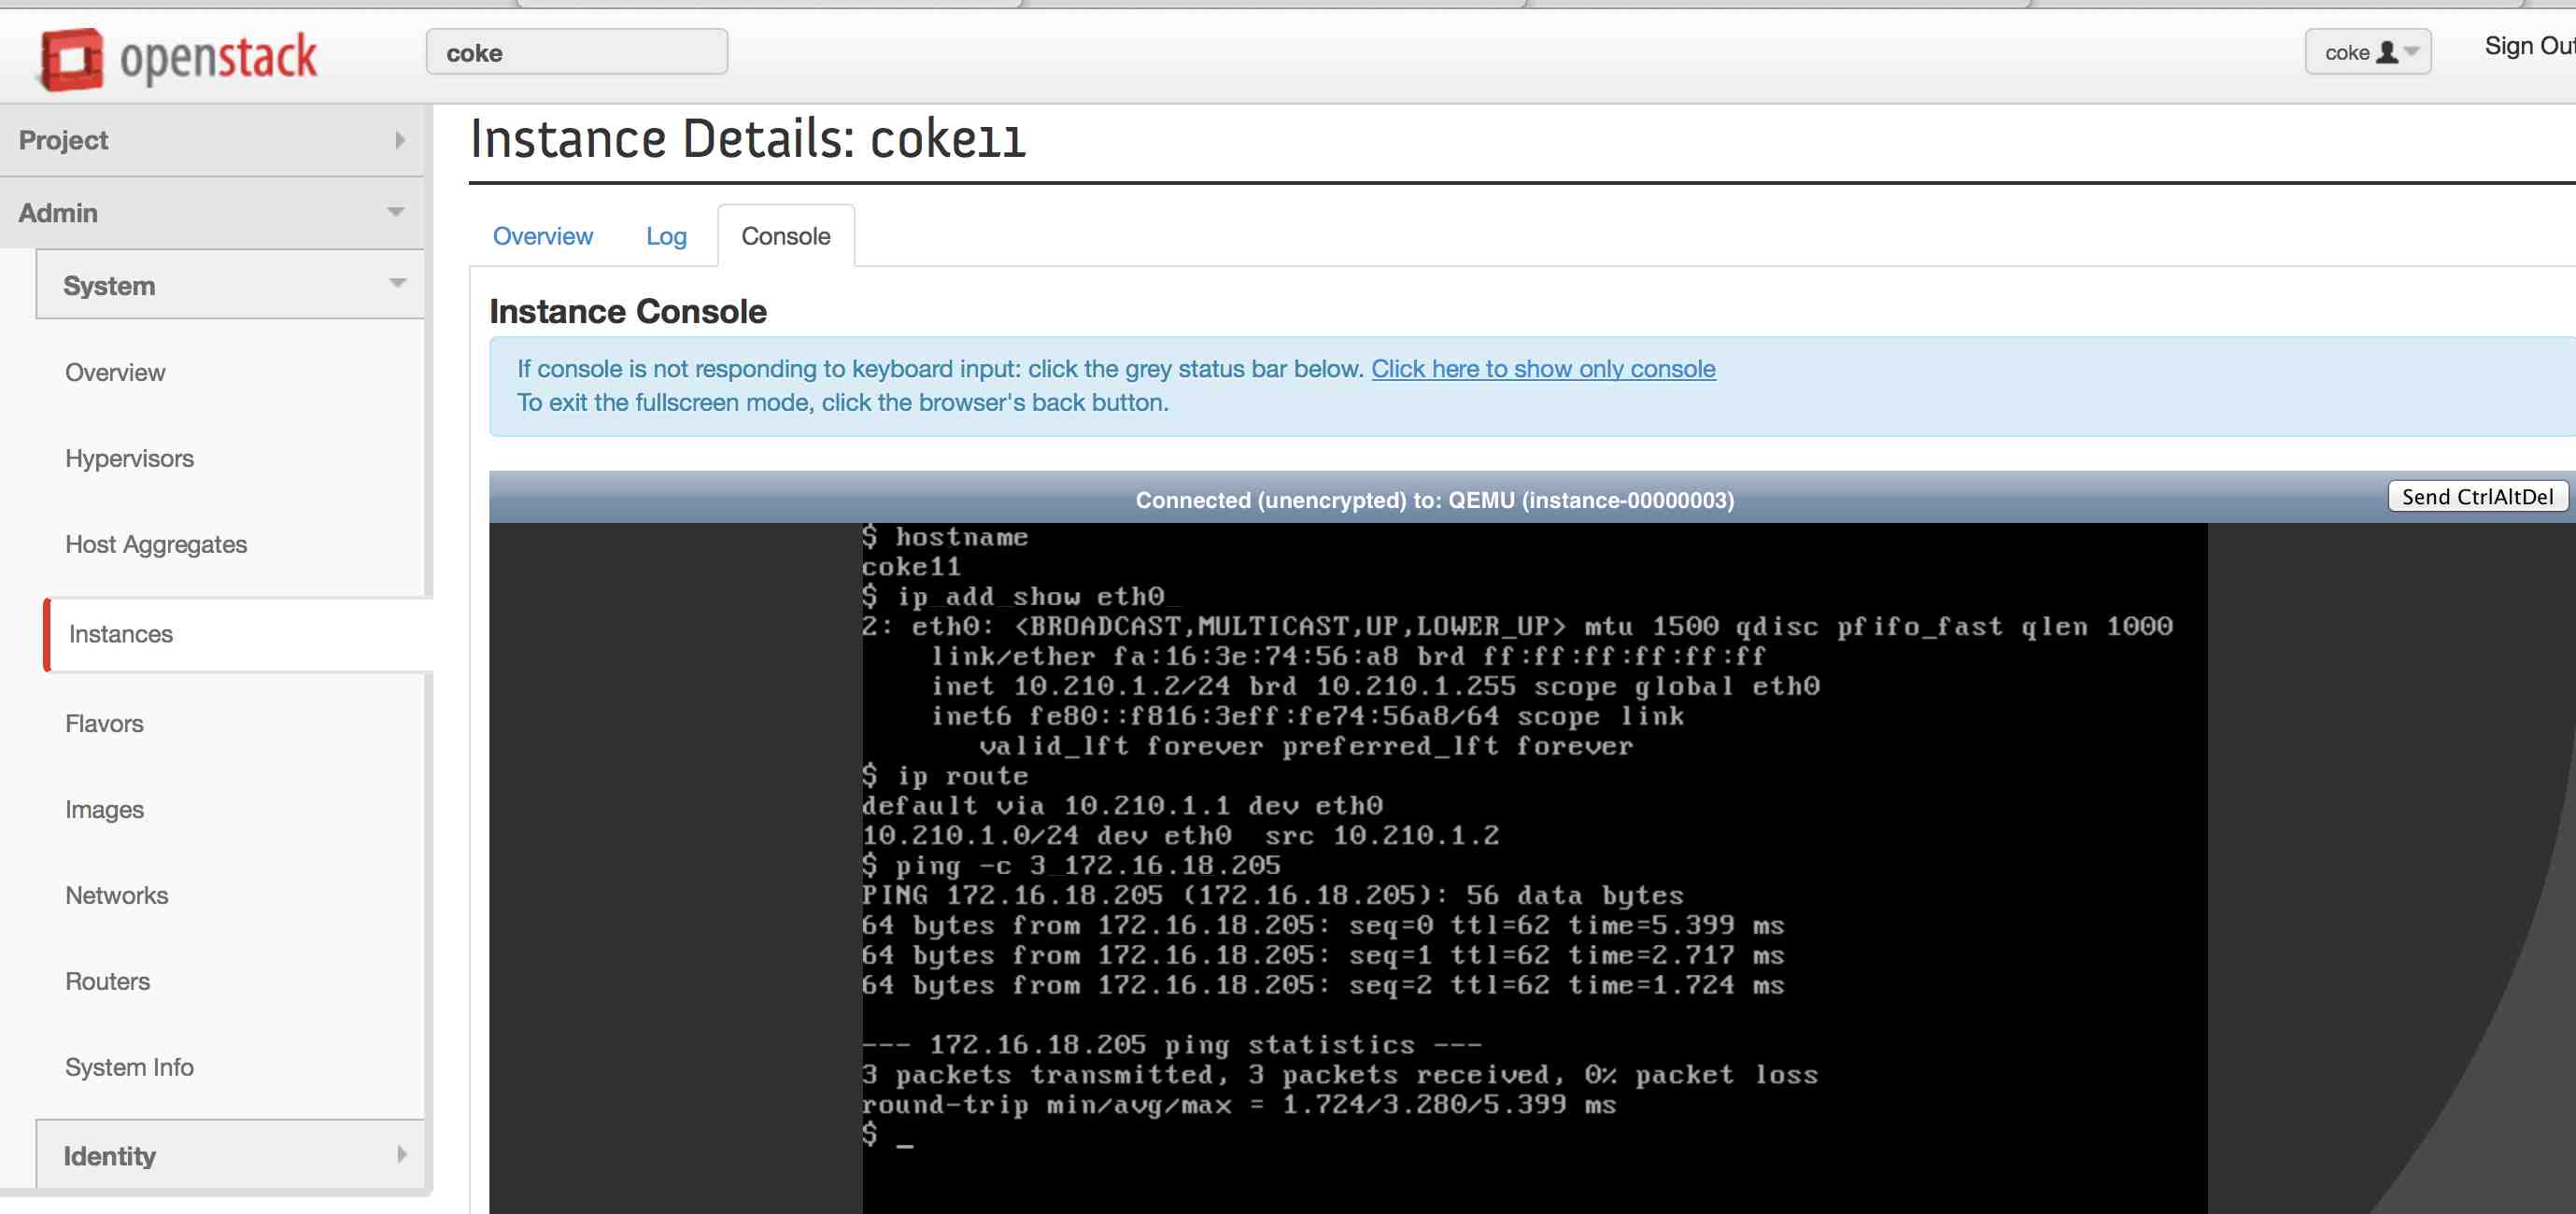 openstack
coke
coke
Sign Out
Project
Admin
System
Overview
Hypervisors
Host Aggregates
Instances
Flavors
Images
Networks
Routers
System Info
Identity
Instance Details: coke11
Overview Log Console
Instance Console
If console is not responding to keyboard input: click the grey status bar below. Click here to show only console
To exit the fullscreen mode, click the browser's back button.
Connected (unencrypted) to: QEMU (instance-00000003)
Send CtrlAltDel
$ hostname
coke11
$ ip add show eth0
2: eth0: <BROADCAST,MULTICAST,UP,LOWER_UP> mtu 1500 qdisc pfifo_fast qlen 1000
link/ether fa:16:3e:74:56:a8 brd ff:ff:ff:ff:ff:ff
inet 10.210.1.2/24 brd 10.210.1.255 scope global eth0
inet6 fe80::f816:3eff:fe74:56a8/64 scope link
valid_lft forever preferred_lft forever
$ ip route
default via 10.210.1.1 dev eth0
10.210.1.0/24 dev eth0  src 10.210.1.2
$ ping -c 3 172.16.18.205
PING 172.16.18.205 (172.16.18.205): 56 data bytes
64 bytes from 172.16.18.205: seq=0 ttl=62 time=5.399 ms
64 bytes from 172.16.18.205: seq=1 ttl=62 time=2.717 ms
64 bytes from 172.16.18.205: seq=2 ttl=62 time=1.724 ms
--- 172.16.18.205 ping statistics ---
3 packets transmitted, 3 packets received, 0% packet loss
round-trip min/avg/max = 1.724/3.280/5.399 ms
$ _